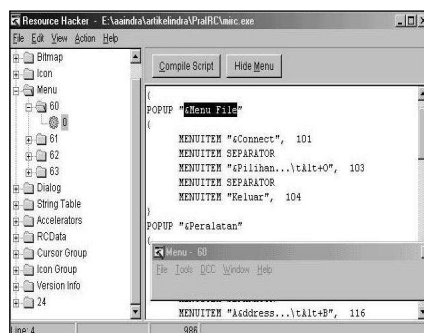 Resource Hacker - E:\aaindra\artikelindra\PraIRC\mirc.exe
File Edit View Action Help
Bitmap
Icon
Menu
60
0
61
62
63
Dialog
String Table
Accelerators
RCData
Cursor Group
Icon Group
Version Info
24
Compile Script Hide Menu
{
POPUP "&Menu File"
{
MENUITEM "&Connect", 101
MENUITEM SEPARATOR
MENUITEM "&Pilihan...\tAlt+O", 103
MENUITEM SEPARATOR
MENUITEM "Keluar", 104
}
POPUP "&Peralatan"
{
Menu - 60
File Tools DCC Window Help
MENUITEM "A&ddress...\tAlt+B", 116
Line: 4 986